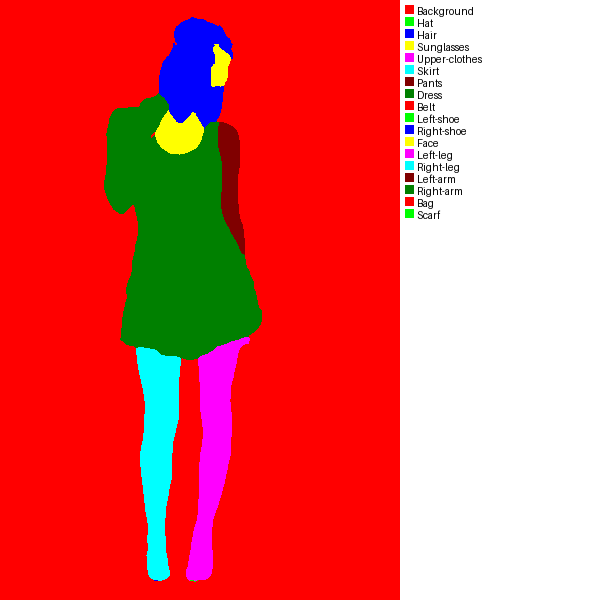 Background
Hat
Hair
Sunglasses
Upper-clothes
Skirt
Pants
Dress
Belt
Left-shoe
Right-shoe
Face
Left-leg
Right-leg
Left-arm
Right-arm
Bag
Scarf